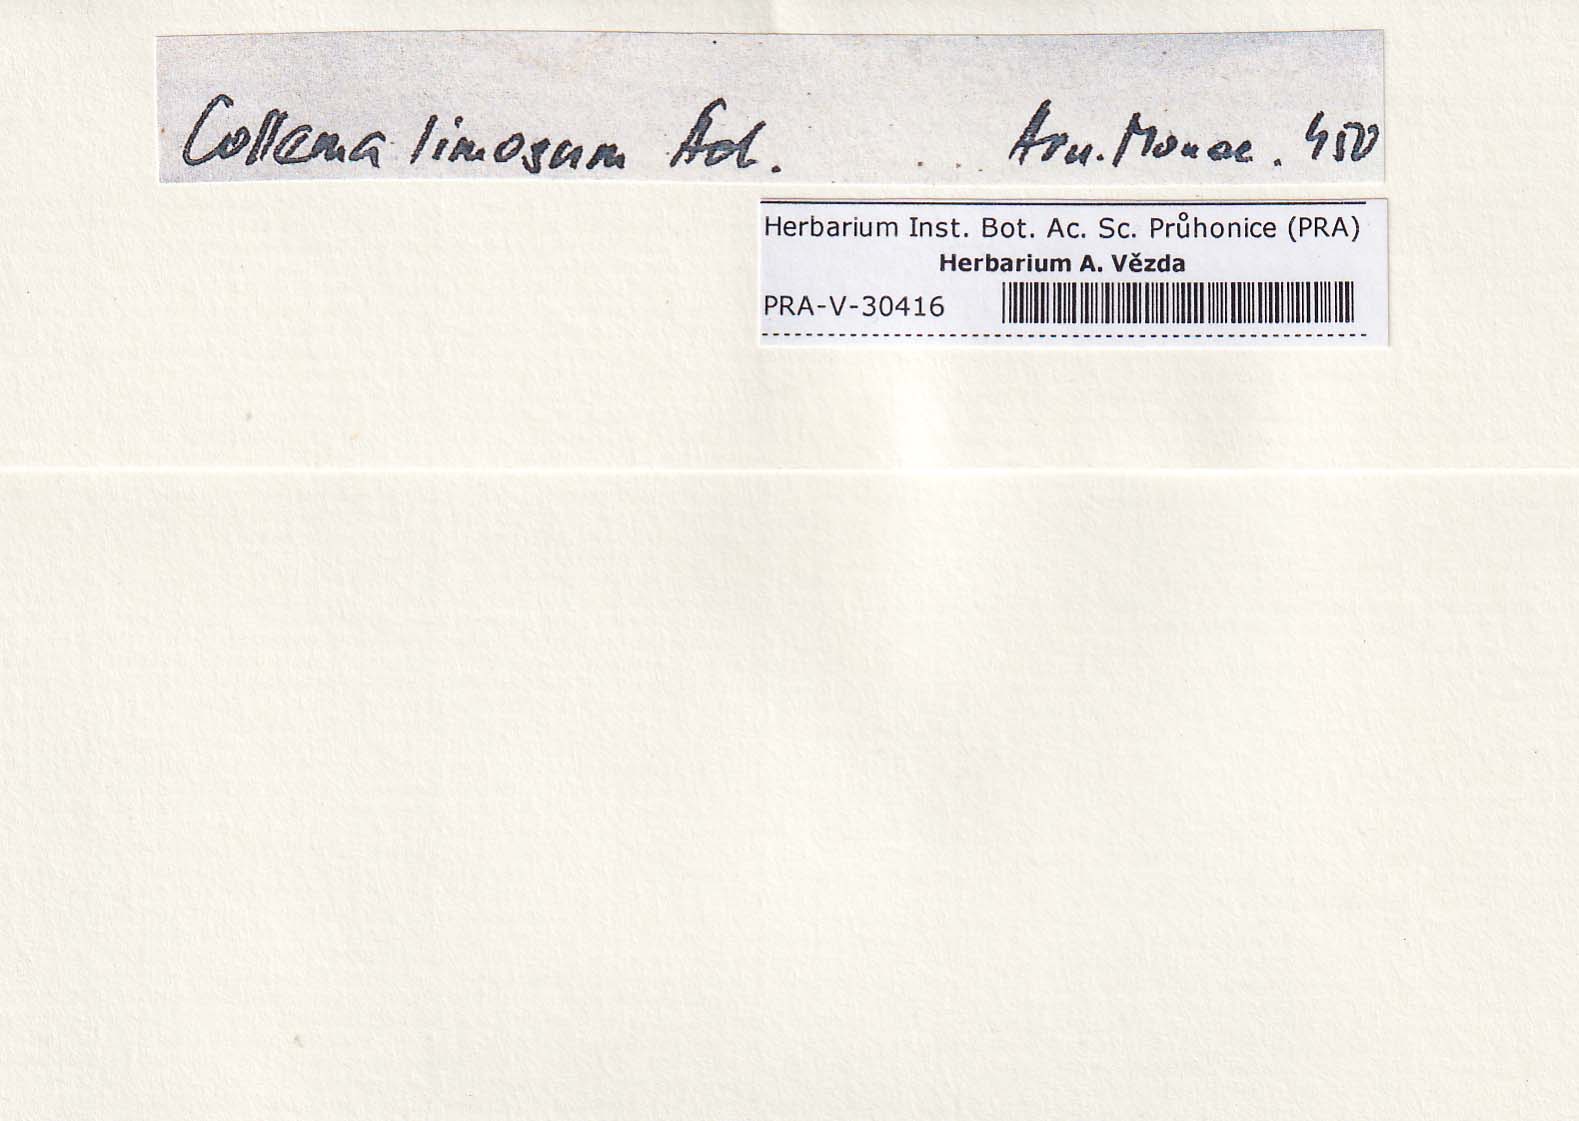 Collema limosum Ach. Arn. Monac. 450
Herbarium Inst. Bot. Ac. Sc. Průhonice (PRA)
Herbarium A. Vězda
PRA-V-30416